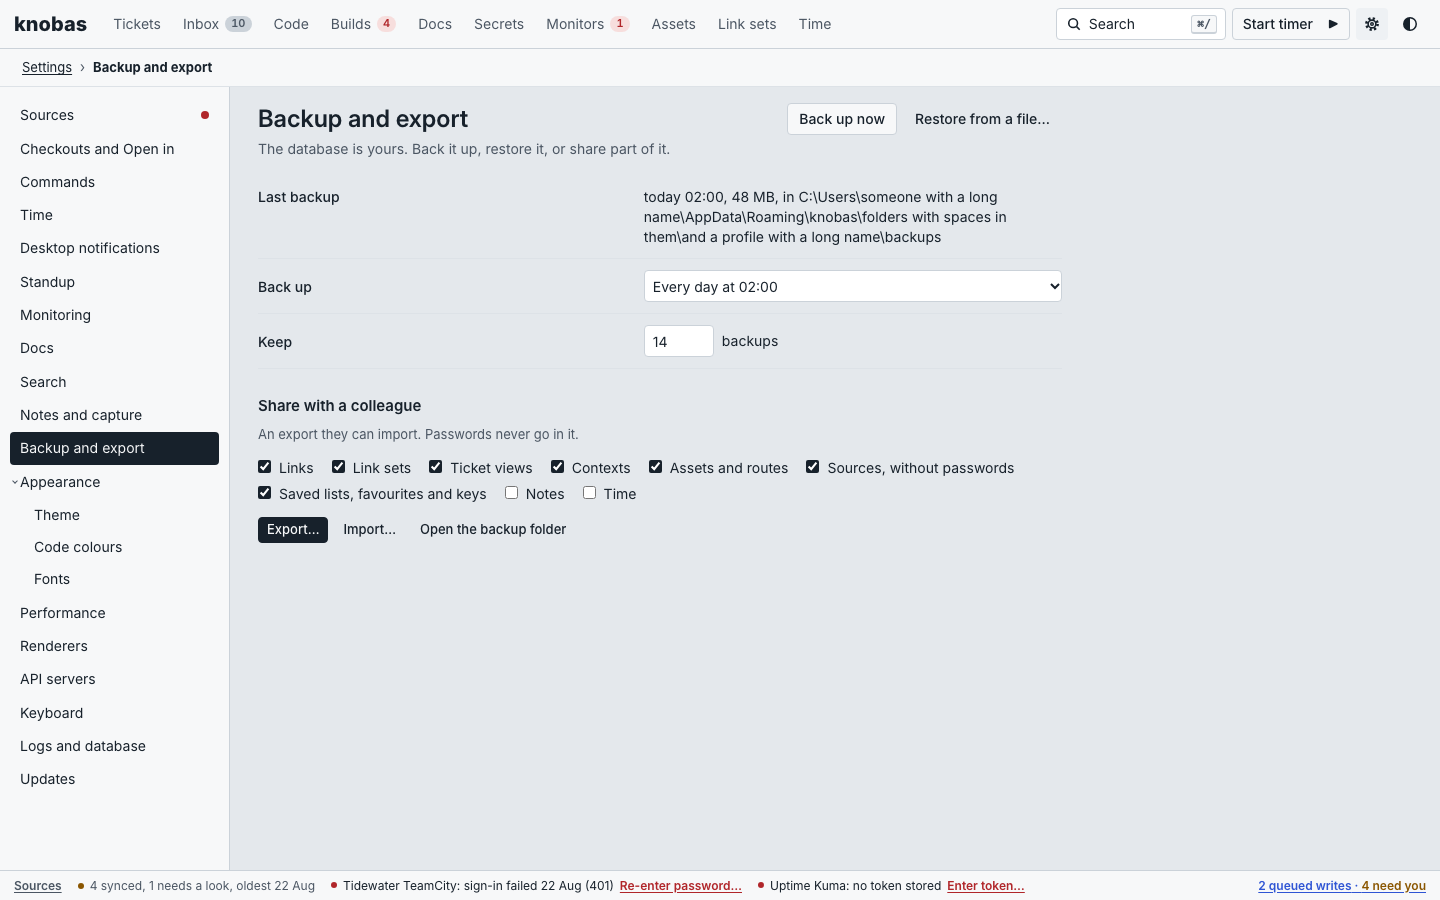 knobas Tickets Inbox 10 Code Builds 4 Docs Secrets Monitors 1 Assets Link sets Time Search ⌘/ Start timer
Settings › Backup and export
Sources
Checkouts and Open in
Commands
Time
Desktop notifications
Standup
Monitoring
Docs
Search
Notes and capture
Backup and export
Appearance
Theme
Code colours
Fonts
Performance
Renderers
API servers
Keyboard
Logs and database
Updates
Backup and export Back up now Restore from a file...
The database is yours. Back it up, restore it, or share part of it.
Last backup today 02:00, 48 MB, in C:\Users\someone with a long
name\AppData\Roaming\knobas\folders with spaces in
them\and a profile with a long name\backups
Back up Every day at 02:00
Keep 14 backups
Share with a colleague
An export they can import. Passwords never go in it.
Links Link sets Ticket views Contexts Assets and routes Sources, without passwords
Saved lists, favourites and keys Notes Time
Export... Import... Open the backup folder
Sources 4 synced, 1 needs a look, oldest 22 Aug Tidewater TeamCity: sign-in failed 22 Aug (401) Re-enter password... Uptime Kuma: no token stored Enter token... 2 queued writes · 4 need you